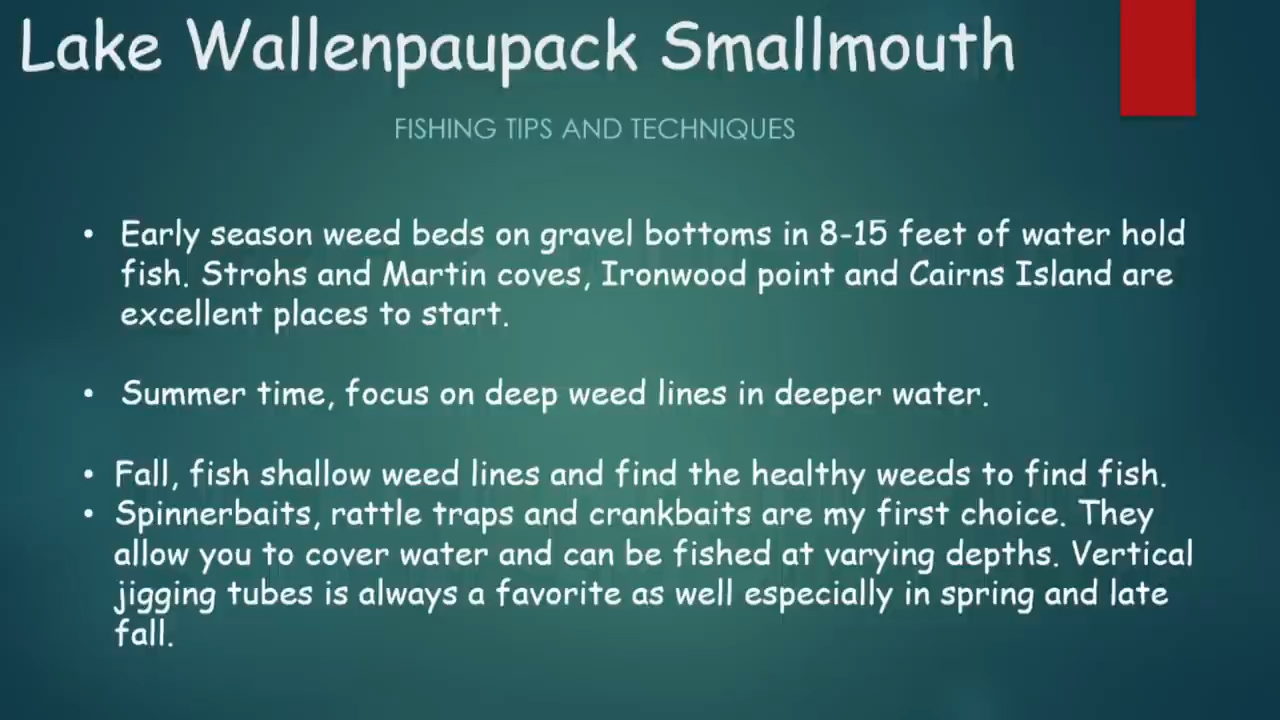 Lake Wallenpaupack Smallmouth
FISHING TIPS AND TECHNIQUES
• Early season weed beds on gravel bottoms in 8-15 feet of water hold
fish. Strohs and Martin coves, Ironwood point and Cairns Island are
excellent places to start.
• Summer time, focus on deep weed lines in deeper water.
• Fall, fish shallow weed lines and find the healthy weeds to find fish.
• Spinnerbaits, rattle traps and crankbaits are my first choice. They
allow you to cover water and can be fished at varying depths. Vertical
jigging tubes is always a favorite as well especially in spring and late
fall.